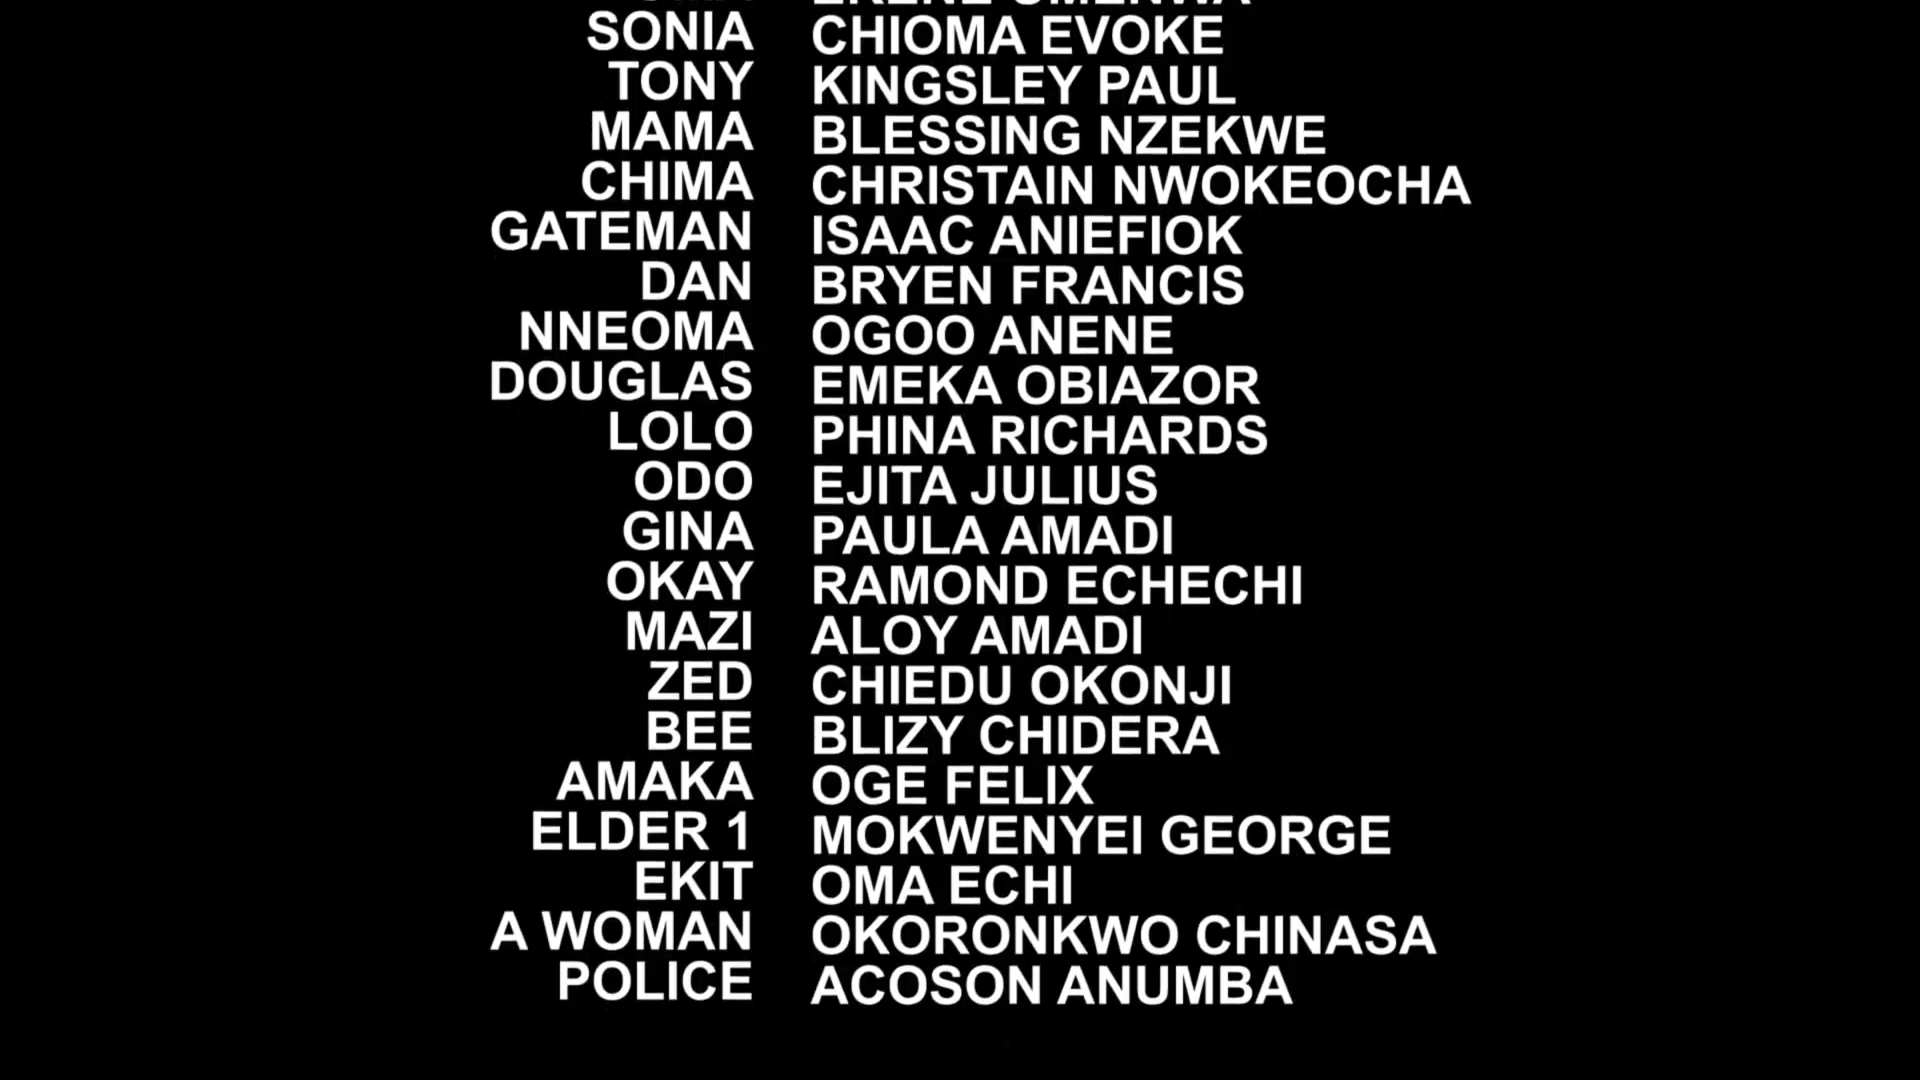 SONIA CHIOMA EVOKE
TONY KINGSLEY PAUL
MAMA BLESSING NZEKWE
CHIMA CHRISTAIN NWOKEOCHA
GATEMAN ISAAC ANIEFIOK
DAN BRYEN FRANCIS
NNEOMA OGOO ANENE
DOUGLAS EMEKA OBIAZOR
LOLO PHINA RICHARDS
ODO EJITA JULIUS
GINA PAULA AMADI
OKAY RAMOND ECHECHI
MAZI ALOY AMADI
ZED CHIEDU OKONJI
BEE BLIZY CHIDERA
AMAKA OGE FELIX
ELDER 1 MOKWENYEI GEORGE
EKIT OMA ECHI
A WOMAN OKORONKWO CHINASA
POLICE ACOSON ANUMBA